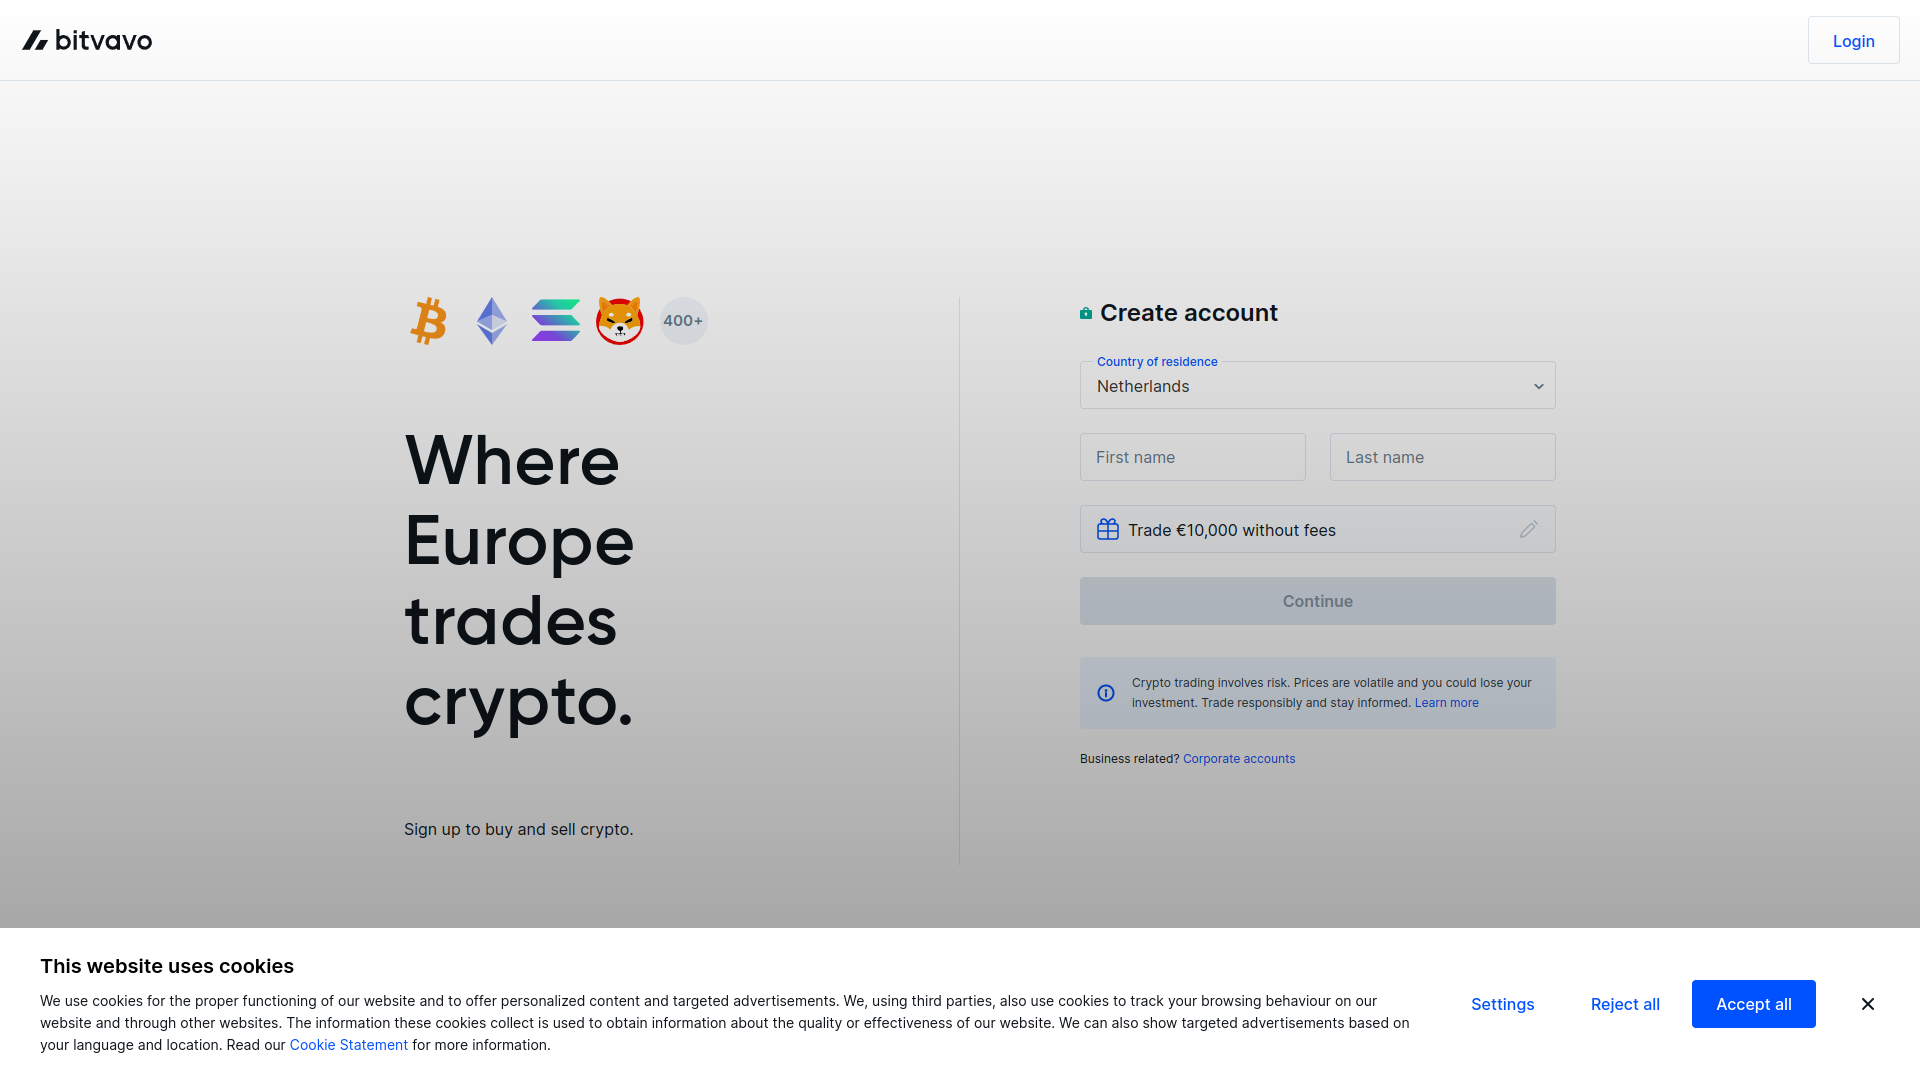 bitvavo
Login
400+
Where
Europe
trades
crypto.
Sign up to buy and sell crypto.
Create account
Country of residence
Netherlands
First name
Last name
Trade €10,000 without fees
Continue
Crypto trading involves risk. Prices are volatile and you could lose your
investment. Trade responsibly and stay informed. Learn more
Business related? Corporate accounts
This website uses cookies
We use cookies for the proper functioning of our website and to offer personalized content and targeted advertisements. We, using third parties, also use cookies to track your browsing behaviour on our
website and through other websites. The information these cookies collect is used to obtain information about the quality or effectiveness of our website. We can also show targeted advertisements based on
your language and location. Read our Cookie Statement for more information.
Settings
Reject all
Accept all